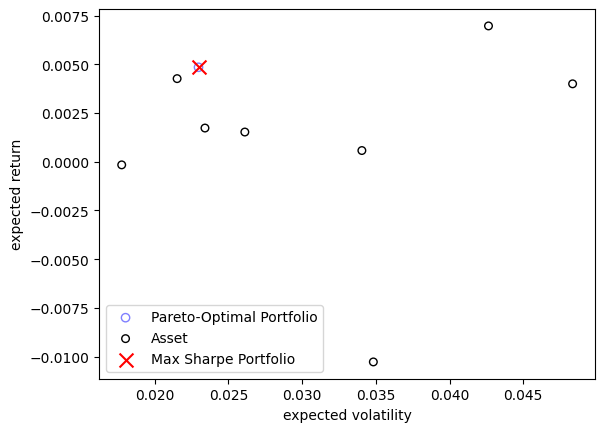 0.0075
0.0050
0.0025
0.0000
−0.0025
−0.0050
−0.0075
−0.0100
expected return
Pareto-Optimal Portfolio
Asset
Max Sharpe Portfolio
0.020 0.025 0.030 0.035 0.040 0.045
expected volatility